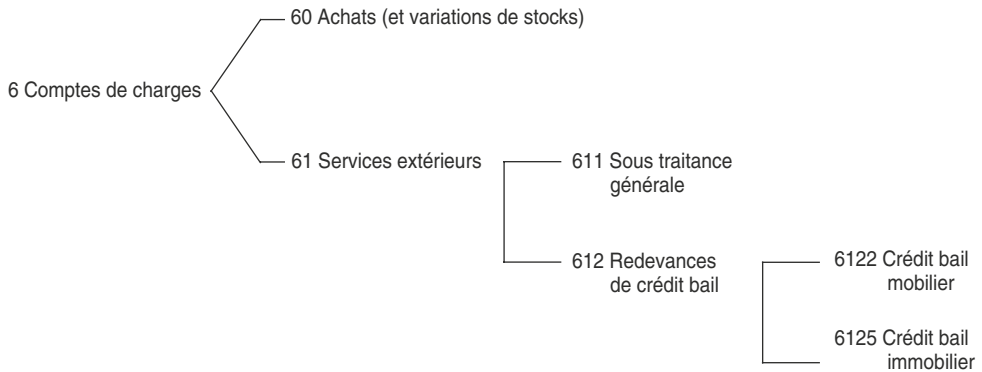 60 Achats (et variations de stocks)
6 Comptes de charges
61 Services extérieurs
611 Sous traitance
générale
612 Redevances
de crédit bail
6122 Crédit bail
mobilier
6125 Crédit bail
immobilier